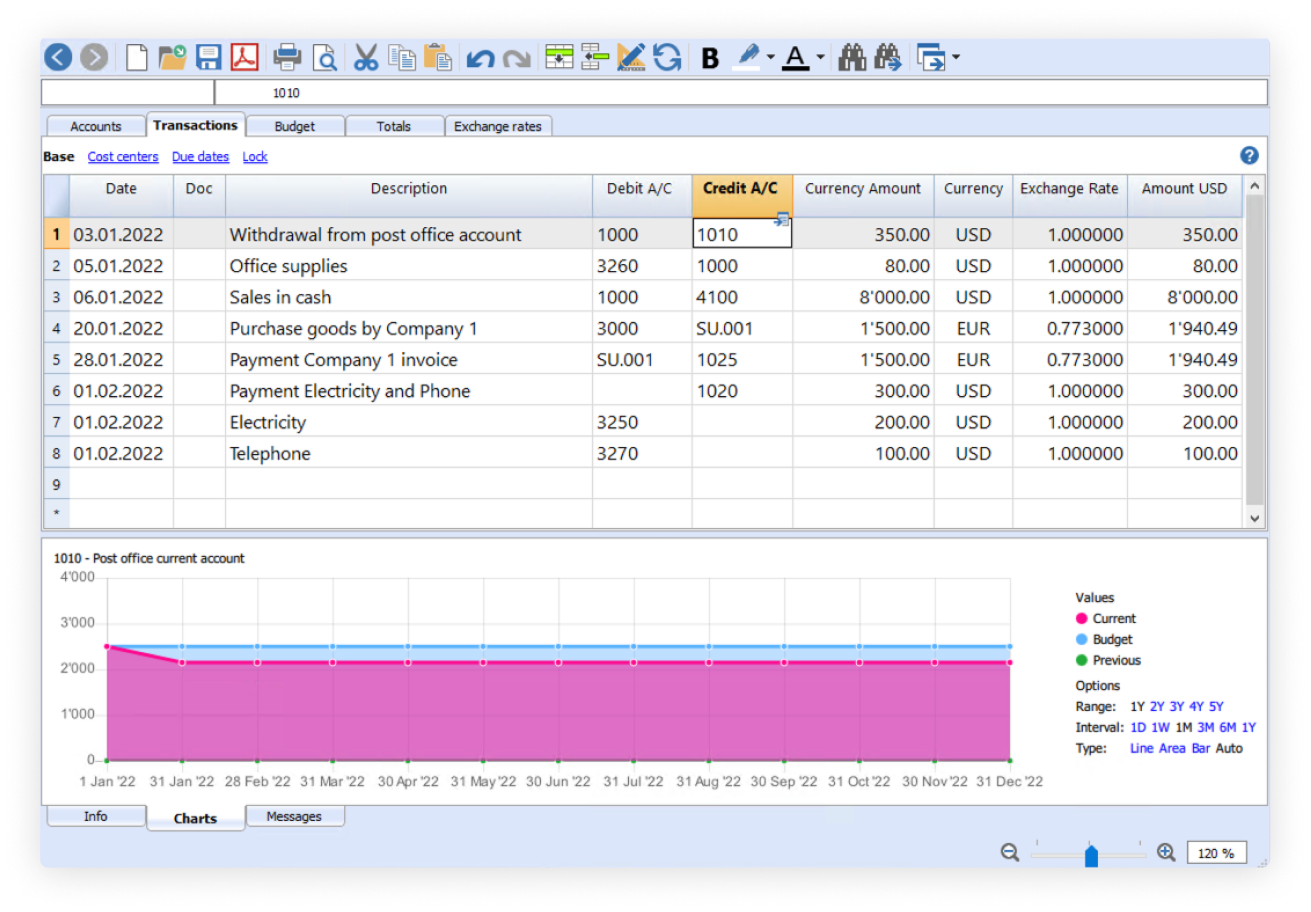 B A
1010
Accounts Transactions Budget Totals Exchange rates
Base Cost centers Due dates Lock ?
Date Doc Description Debit A/C Credit A/C Currency Amount Currency Exchange Rate Amount USD
1 03.01.2022 Withdrawal from post office account 1000 1010 350.00 USD 1.000000 350.00
2 05.01.2022 Office supplies 3260 1000 80.00 USD 1.000000 80.00
3 06.01.2022 Sales in cash 1000 4100 8'000.00 USD 1.000000 8'000.00
4 20.01.2022 Purchase goods by Company 1 3000 SU.001 1'500.00 EUR 0.773000 1'940.49
5 28.01.2022 Payment Company 1 invoice SU.001 1025 1'500.00 EUR 0.773000 1'940.49
6 01.02.2022 Payment Electricity and Phone 1020 300.00 USD 1.000000 300.00
7 01.02.2022 Electricity 3250 200.00 USD 1.000000 200.00
8 01.02.2022 Telephone 3270 100.00 USD 1.000000 100.00
9
*
1010 - Post office current account
4'000
3'000
2'000
1'000
0
1 Jan '22 31 Jan '22 28 Feb '22 31 Mar '22 30 Apr '22 31 May '22 30 Jun '22 31 Jul '22 31 Aug '22 30 Sep '22 31 Oct '22 30 Nov '22 31 Dec '22
Values
Current
Budget
Previous
Options
Range: 1Y 2Y 3Y 4Y 5Y
Interval: 1D 1W 1M 3M 6M 1Y
Type: Line Area Bar Auto
Info Charts Messages
120 %